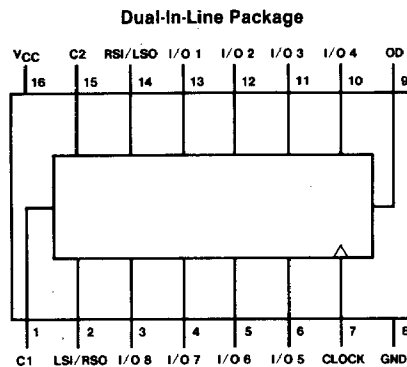 Dual-In-Line Package
VCC C2 RSI/LSO I/O 1 I/O 2 I/O 3 I/O 4 OD
16 15 14 13 12 11 10 9
1 2 3 4 5 6 7 8
C1 LSI/RSO I/O 8 I/O 7 I/O 6 I/O 5 CLOCK GND